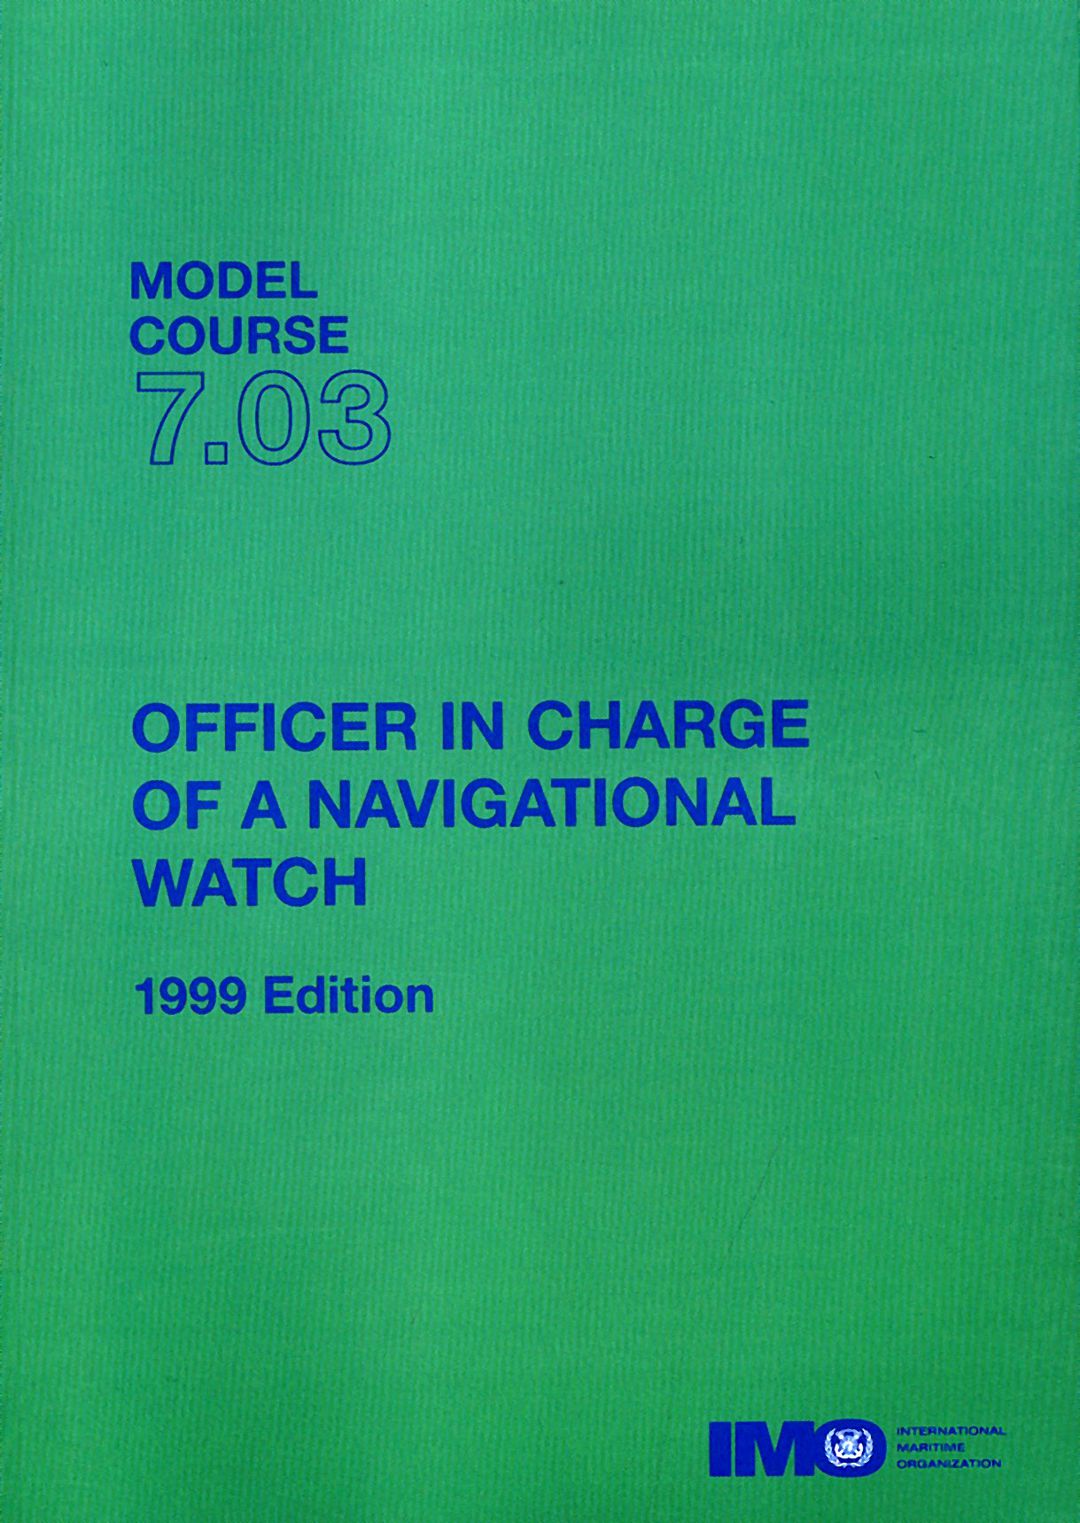 MODEL
COURSE
7.03
OFFICER IN CHARGE
OF A NAVIGATIONAL
WATCH
1999 Edition
IMO
INTERNATIONAL
MARITIME
ORGANIZATION